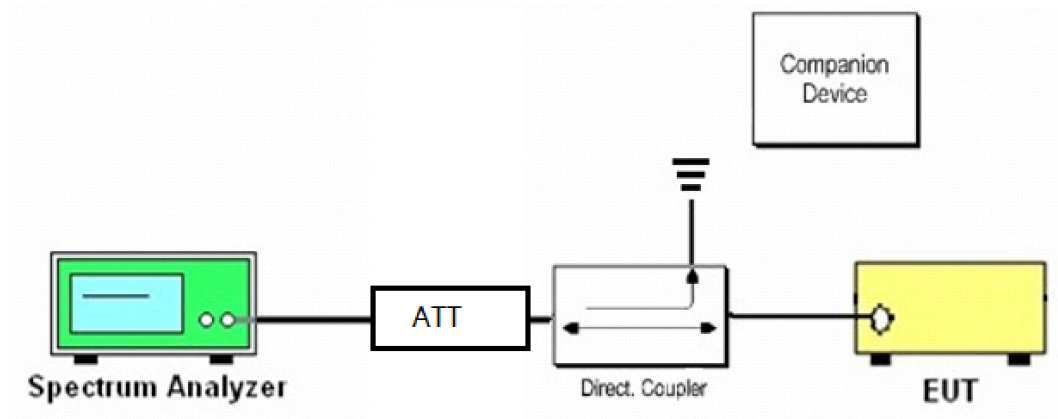 Companion
Device
ATT
Spectrum Analyzer
Direct. Coupler
EUT